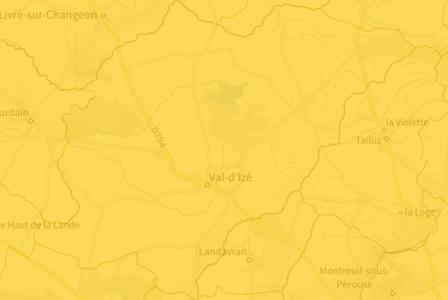 Livré-sur-Changeon
urdain
D794
la Violette
Taillis
Val-d'Izé
la Loge
e Haut de la Lande
Landavran
Montreuil-sous-
Pérouse